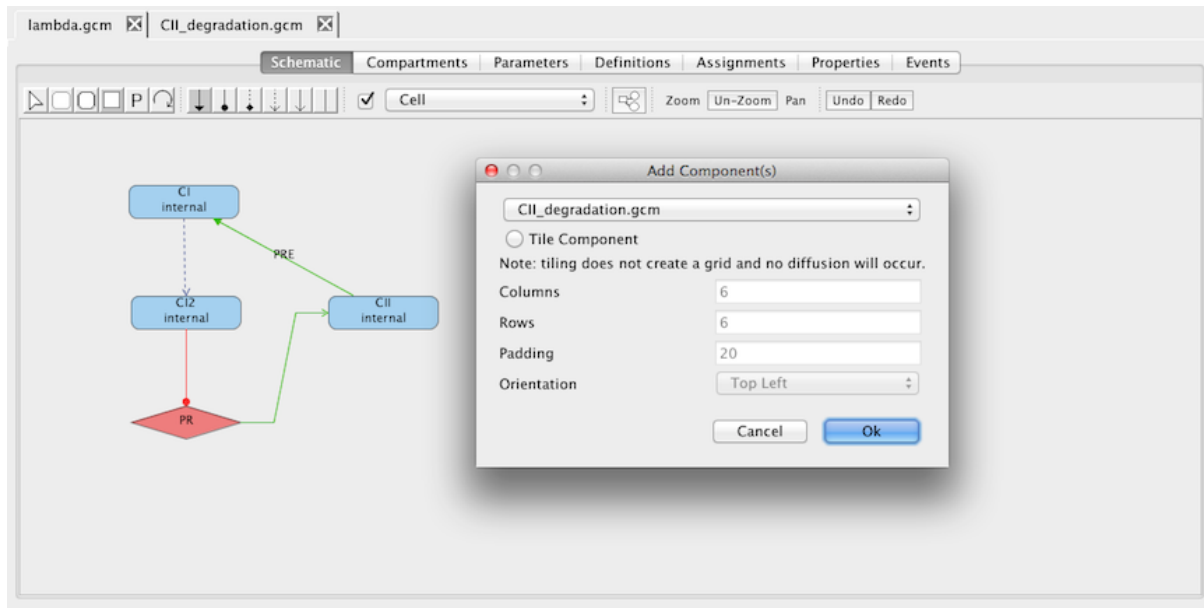 lambda.gcm CII_degradation.gcm
Schematic Compartments Parameters Definitions Assignments Properties Events
P Cell Zoom Un-Zoom Pan Undo Redo
Add Component(s)
CII_degradation.gcm
Tile Component
Note: tiling does not create a grid and no diffusion will occur.
Columns 6
Rows 6
Padding 20
Orientation Top Left
Cancel Ok
CI
internal
PRE
CI2
internal
CII
internal
PR